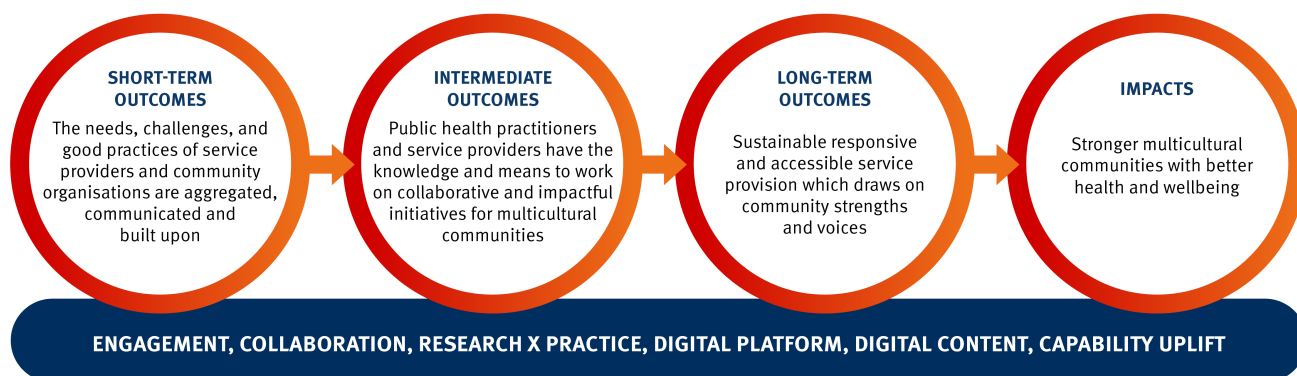 SHORT-TERM
OUTCOMES
The needs, challenges, and
good practices of service
providers and community
organisations are aggregated,
communicated and
built upon
INTERMEDIATE
OUTCOMES
Public health practitioners
and service providers have the
knowledge and means to work
on collaborative and impactful
initiatives for multicultural
communities
LONG-TERM
OUTCOMES
Sustainable responsive
and accessible service
provision which draws on
community strengths
and voices
IMPACTS
Stronger multicultural
communities with better
health and wellbeing
ENGAGEMENT, COLLABORATION, RESEARCH X PRACTICE, DIGITAL PLATFORM, DIGITAL CONTENT, CAPABILITY UPLIFT